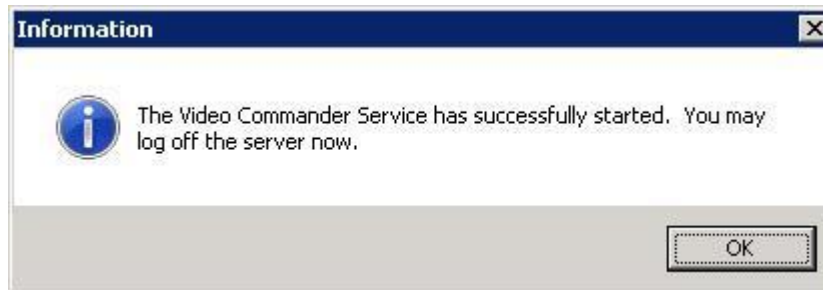 Information
The Video Commander Service has successfully started. You may
log off the server now.
OK